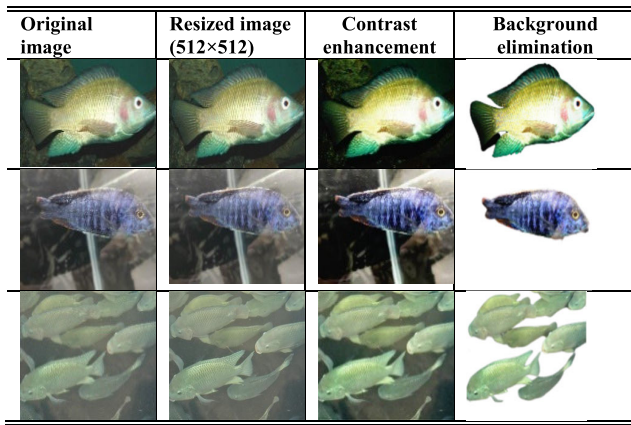 Original image
Resized image (512×512)
Contrast enhancement
Background elimination